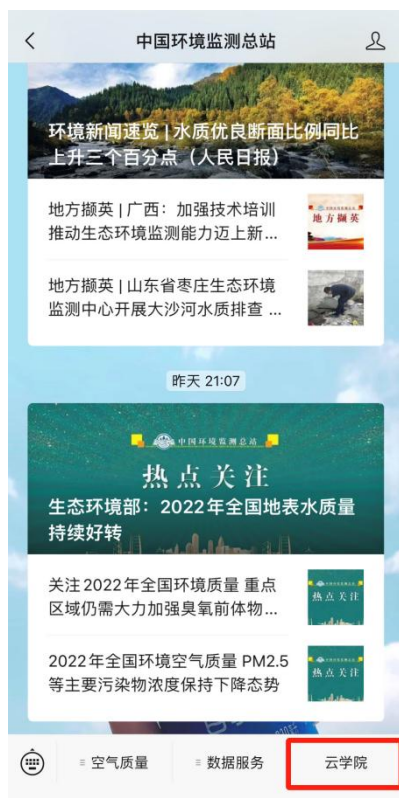 中国环境监测总站
环境新闻速览 | 水质优良断面比例同比
上升三个百分点（人民日报）
地方撷英 | 广西：加强技术培训
推动生态环境监测能力迈上新...
地方撷英
地方撷英 | 山东省枣庄生态环境
监测中心开展大沙河水质排查 ...
昨天 21:07
中国环境监测总站
热点关注
生态环境部：2022年全国地表水质量
持续好转
关注2022年全国环境质量 重点
区域仍需大力加强臭氧前体物...
热点关注
2022年全国环境空气质量 PM2.5
等主要污染物浓度保持下降态势
热点关注
空气质量
数据服务
云学院